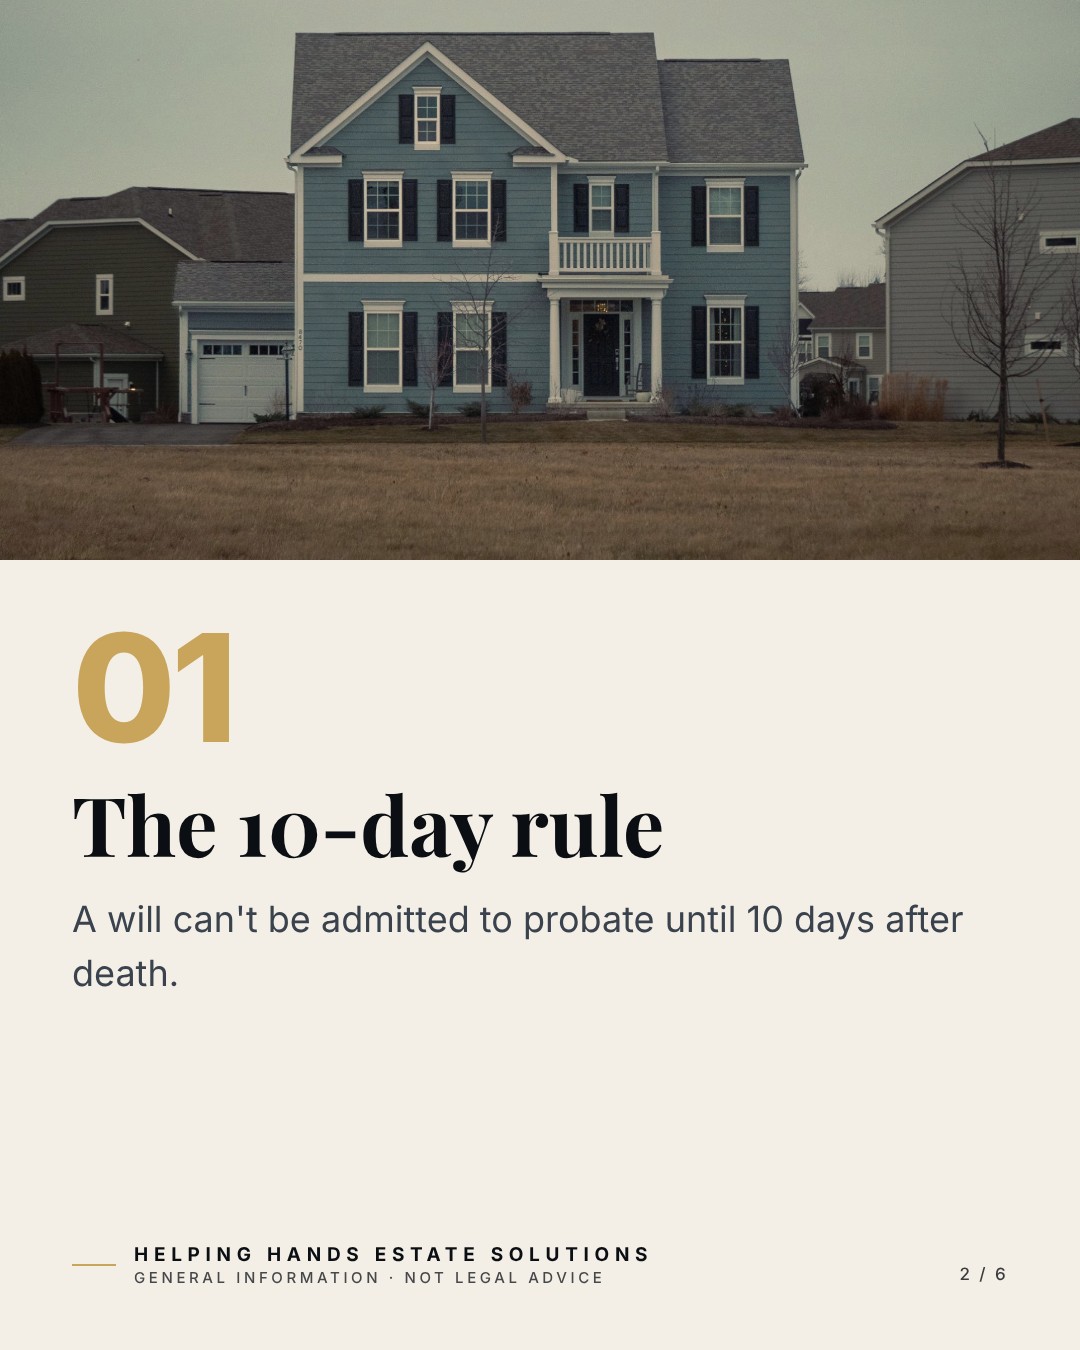 01
The 10-day rule
A will can't be admitted to probate until 10 days after
death.
HELPING HANDS ESTATE SOLUTIONS
GENERAL INFORMATION · NOT LEGAL ADVICE
2 / 6